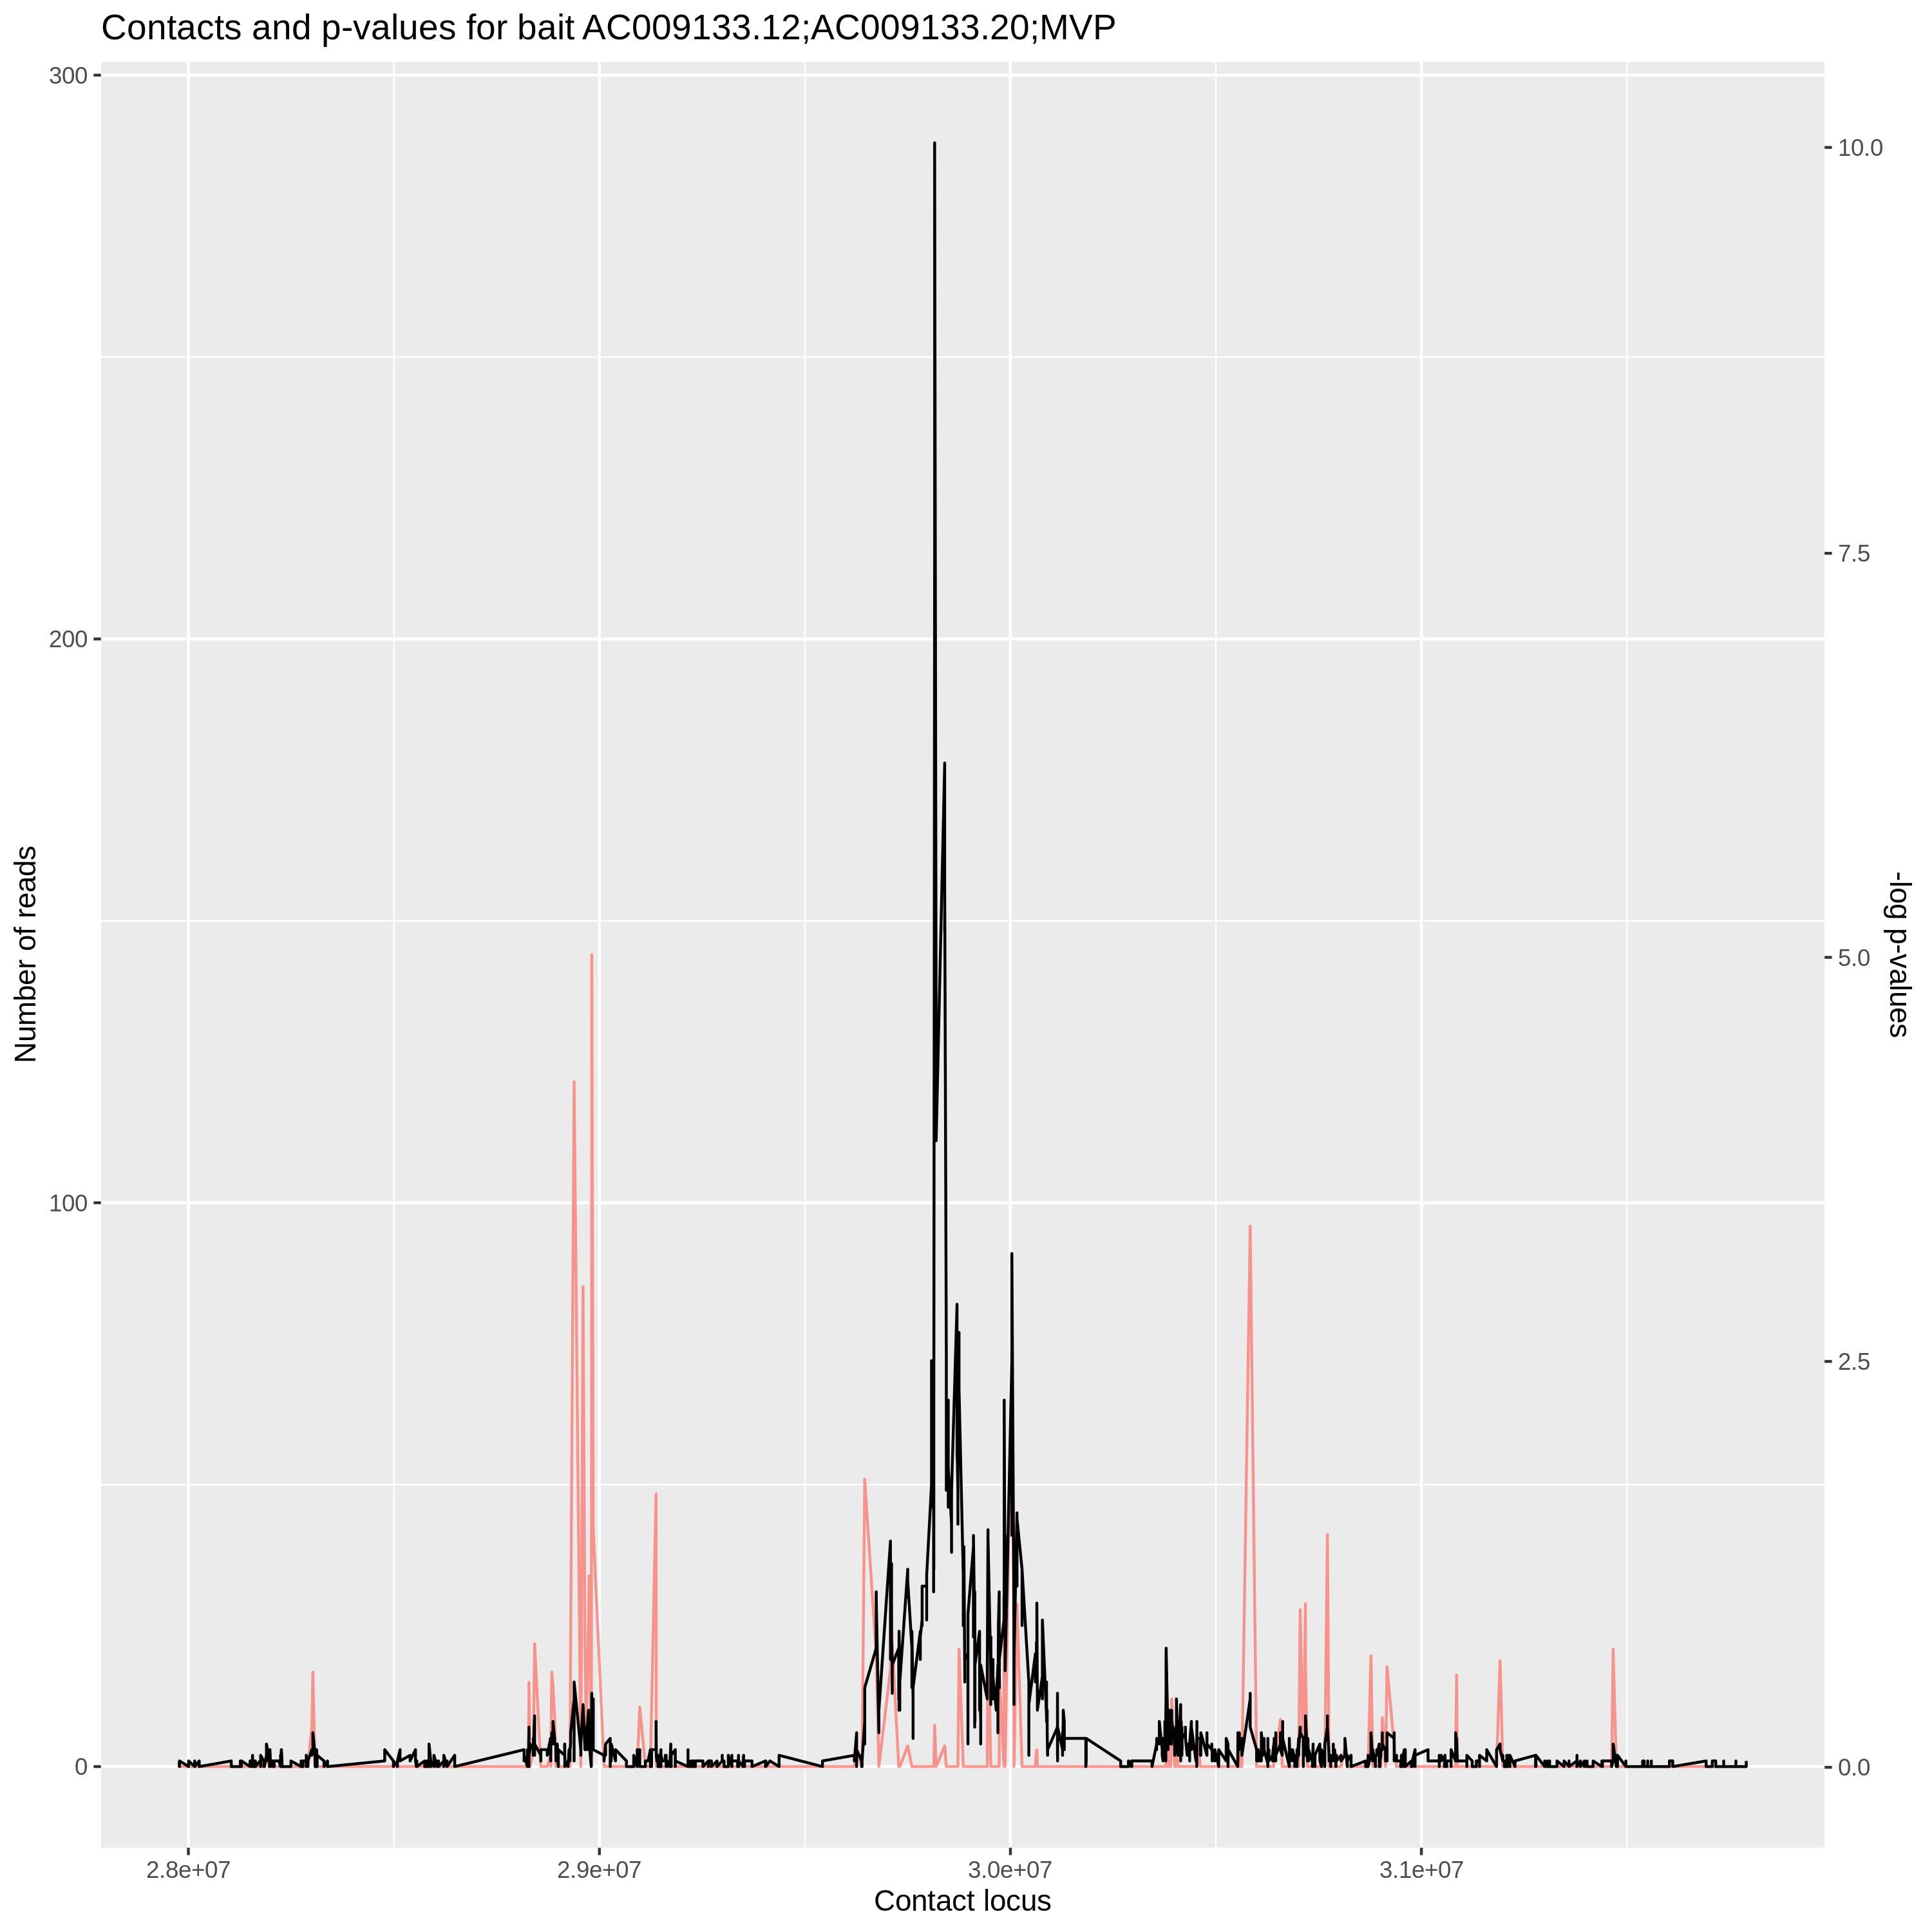 Contacts and p-values for bait AC009133.12;AC009133.20;MVP
300
200
100
0
Number of reads
10.0
7.5
5.0
2.5
0.0
-log p-values
2.8e+07
2.9e+07
3.0e+07
3.1e+07
Contact locus